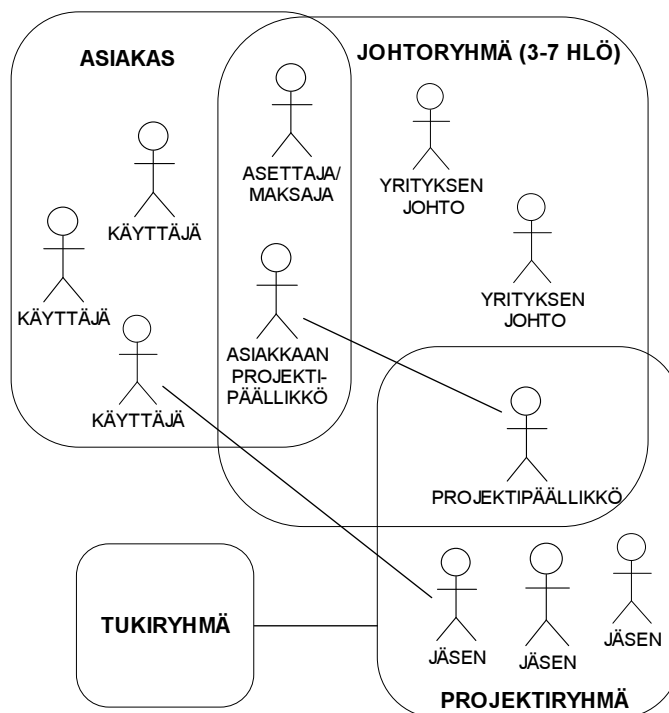 ASIAKAS
JOHTORYHMÄ (3-7 HLÖ)
ASETTAJA/
MAKSAJA
YRITYKSEN
JOHTO
KÄYTTÄJÄ
KÄYTTÄJÄ
YRITYKSEN
JOHTO
ASIAKKAAN
PROJEKTI-
PÄÄLLIKKÖ
KÄYTTÄJÄ
PROJEKTIPÄÄLLIKKÖ
TUKIRYHMÄ
JÄSEN
JÄSEN
JÄSEN
PROJEKTIRYHMÄ